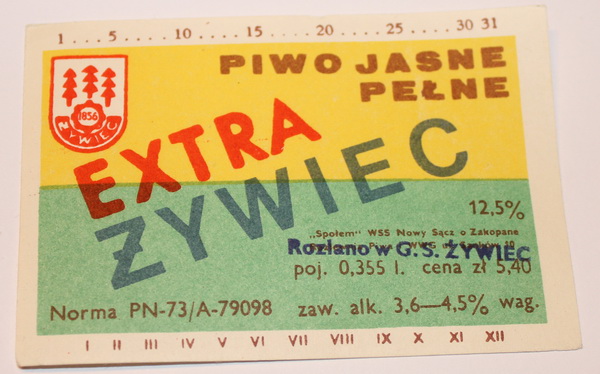 1 . . . . 5 . . . . . 10 . . . . . 15 . . . . . 20 . . . . . 25 . . . . . 30 31
PIWO JASNE
PEŁNE
1856
ŻYWIEC
EXTRA
ŻYWIEC
12,5%
„Społem" WSS Nowy Sącz o Zakopane
Rozlano w G.S. ŻYWIEC
poj. 0,355 l. cena zł 5,40
Norma PN-73/A-79098 zaw. alk. 3,6—4,5% wag.
I II III IV V VI VII VIII IX X XI XII